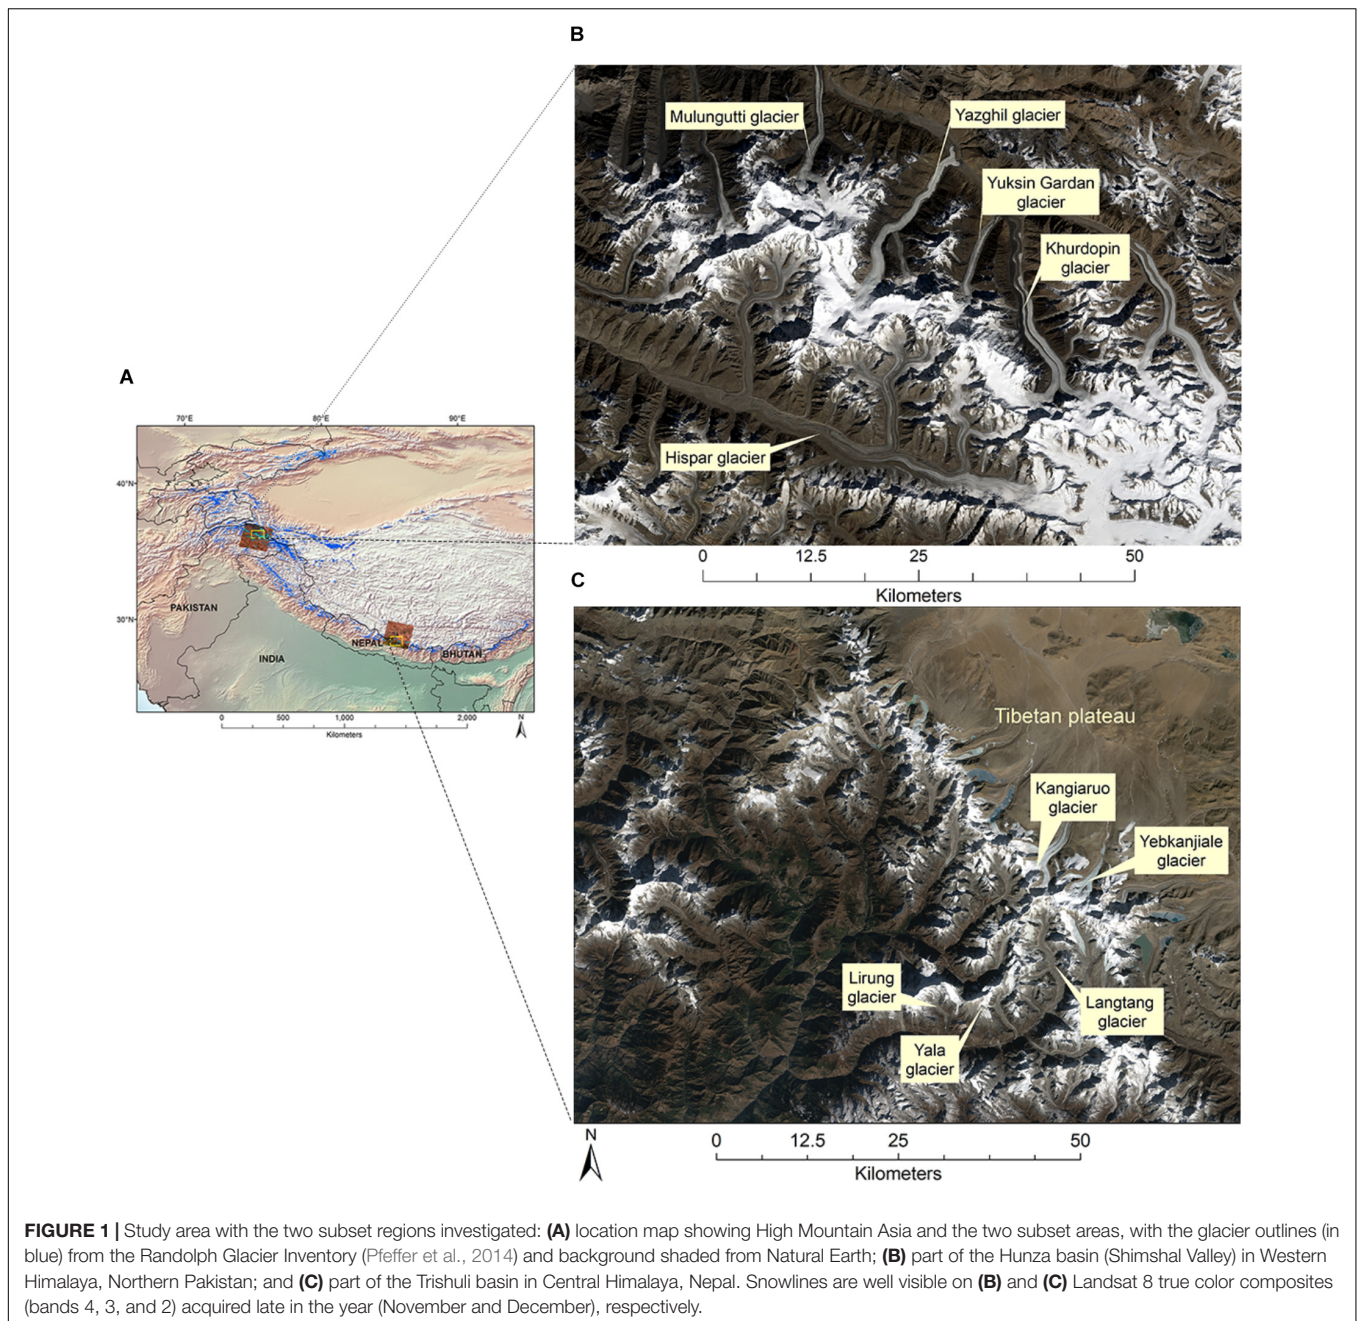 B
Mulungutti glacier
Yazghil glacier
Yuksin Gardan
glacier
Khurdopin
glacier
Hispar glacier
0 12.5 25 50
Kilometers
A
70°E 80°E 90°E
40°N
30°N
PAKISTAN
INDIA
NEPAL
BHUTAN
0 500 1,000 2,000
Kilometers
N
C
Tibetan plateau
Kangiaruo
glacier
Yebkanjiale
glacier
Lirung
glacier
Langtang
glacier
Yala
glacier
N
0 12.5 25 50
Kilometers
FIGURE 1 | Study area with the two subset regions investigated: (A) location map showing High Mountain Asia and the two subset areas, with the glacier outlines (in
blue) from the Randolph Glacier Inventory (Pfeffer et al., 2014) and background shaded from Natural Earth; (B) part of the Hunza basin (Shimshal Valley) in Western
Himalaya, Northern Pakistan; and (C) part of the Trishuli basin in Central Himalaya, Nepal. Snowlines are well visible on (B) and (C) Landsat 8 true color composites
(bands 4, 3, and 2) acquired late in the year (November and December), respectively.